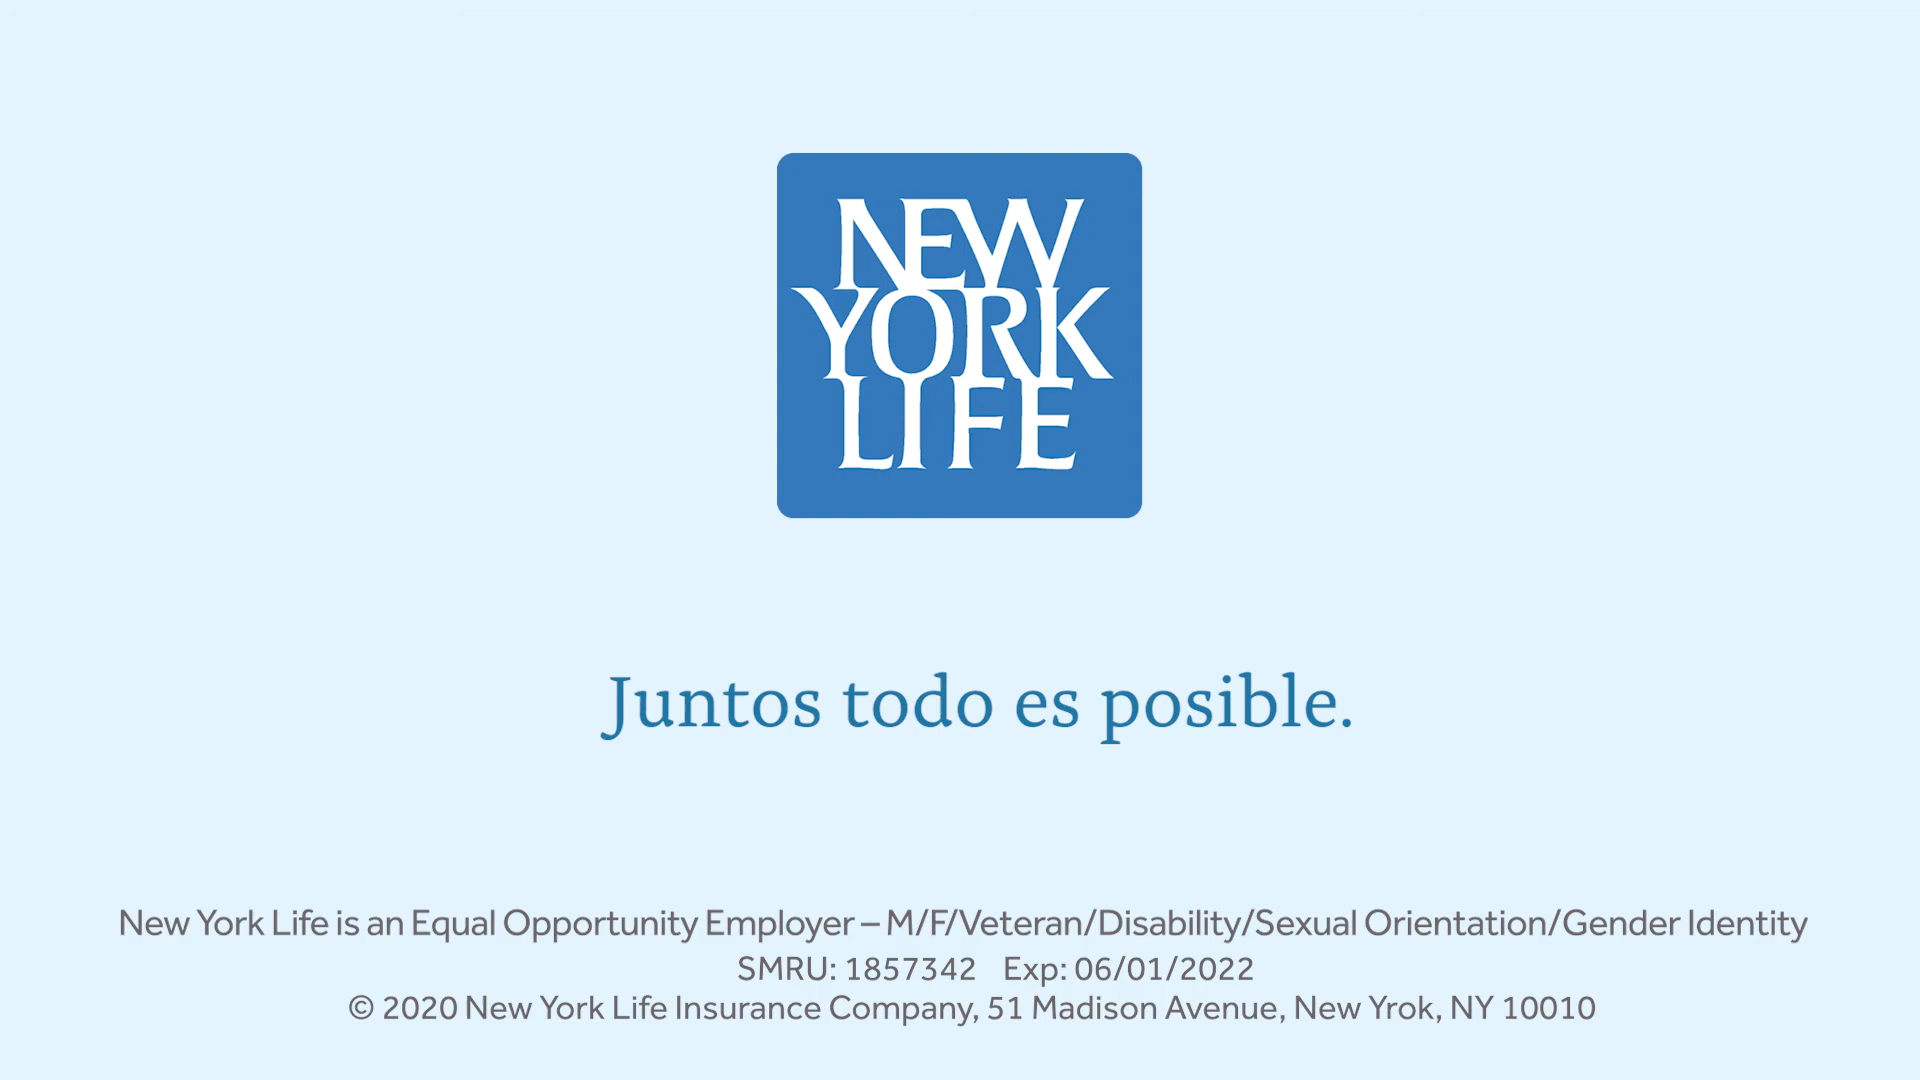 NEW
YORK
LIFE
Juntos todo es posible.
New York Life is an Equal Opportunity Employer – M/F/Veteran/Disability/Sexual Orientation/Gender Identity
SMRU: 1857342 Exp: 06/01/2022
© 2020 New York Life Insurance Company, 51 Madison Avenue, New Yrok, NY 10010